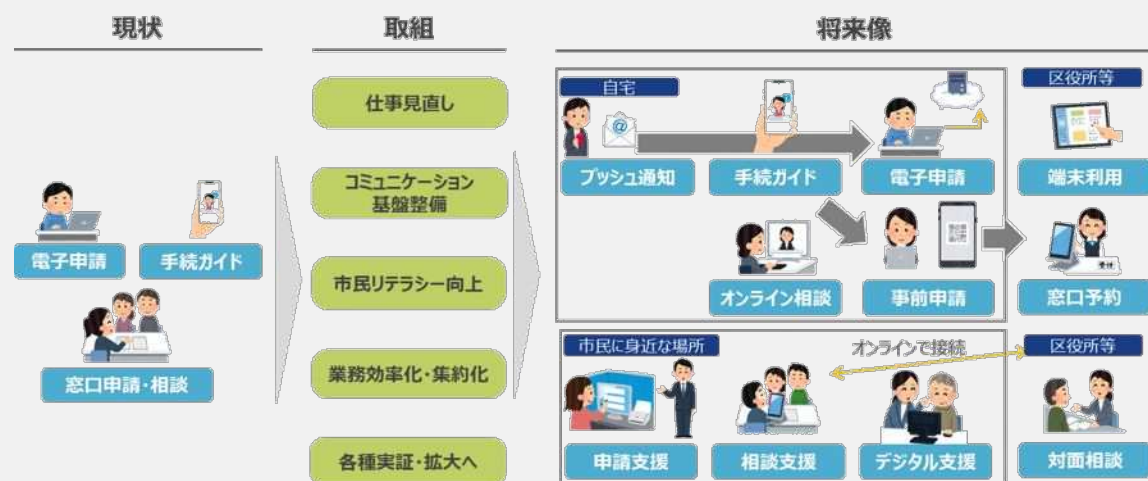 現状
電子申請
手続ガイド
窓口申請・相談
取組
仕事見直し
コミュニケーション
基盤整備
市民リテラシー向上
業務効率化・集約化
各種実証・拡大へ
将来像
自宅
プッシュ通知
手続ガイド
電子申請
オンライン相談
事前申請
区役所等
端末利用
窓口予約
市民に身近な場所
オンラインで接続
申請支援
相談支援
デジタル支援
区役所等
対面相談